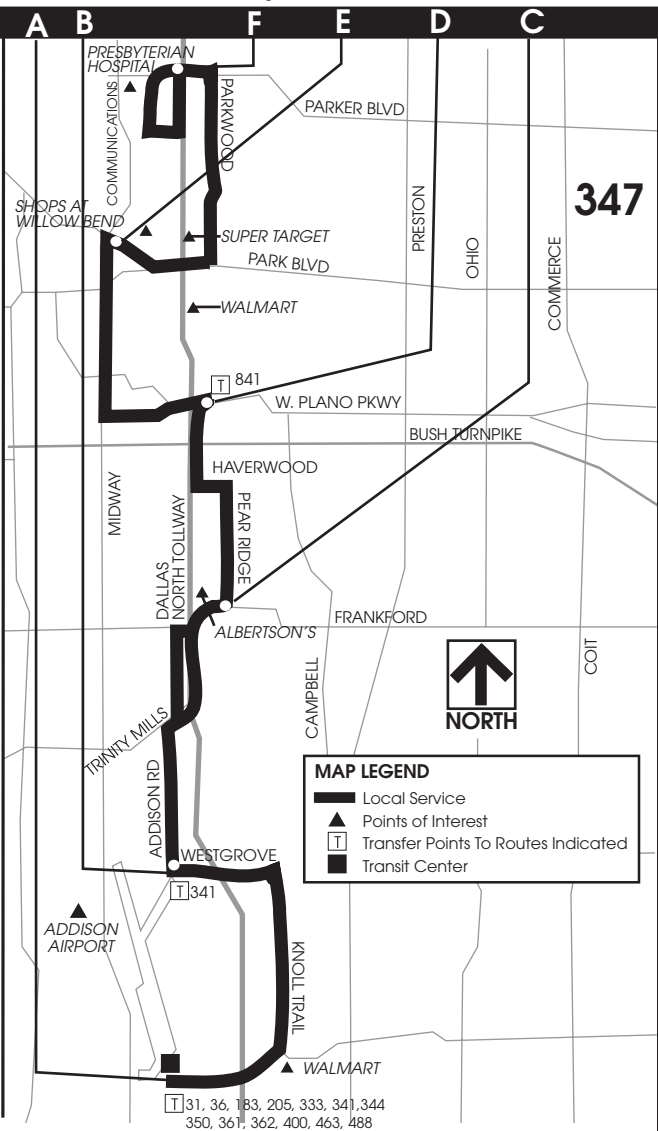 A B F E D C
PRESBYTERIAN
HOSPITAL
COMMUNICATIONS
PARKWOOD
PARKER BLVD
347
SHOPS AT
WILLOW BEND
SUPER TARGET
PRESTON
OHIO
COMMERCE
PARK BLVD
WALMART
T 841
W. PLANO PKWY
BUSH TURNPIKE
HAVERWOOD
MIDWAY
DALLAS
NORTH TOLLWAY
PEAR RIDGE
FRANKFORD
ALBERTSON'S
CAMPBELL
COIT
NORTH
TRINITY MILLS
ADDISON RD
MAP LEGEND
Local Service
Points of Interest
T Transfer Points To Routes Indicated
Transit Center
WESTGROVE
T 341
ADDISON
AIRPORT
KNOLL TRAIL
WALMART
T 31, 36, 183, 205, 333, 341,344
350, 361, 362, 400, 463, 488